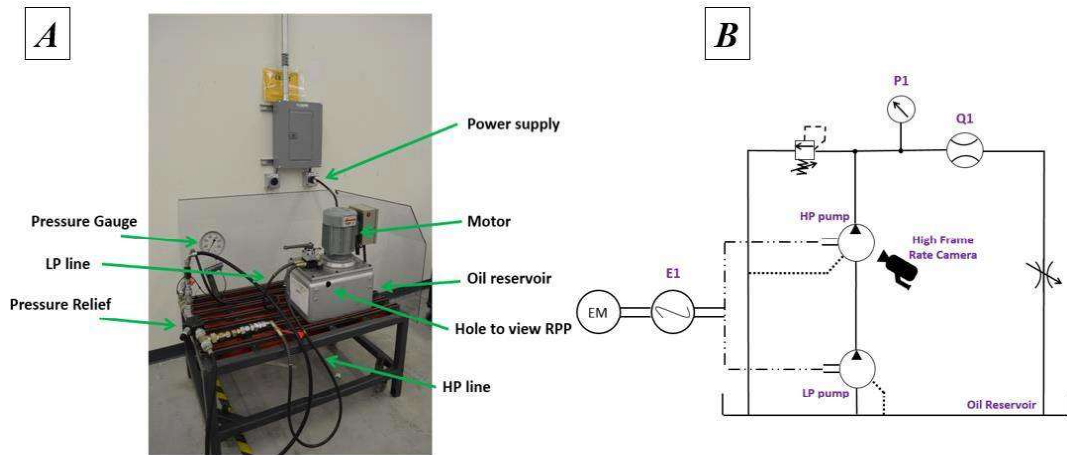 A
Power supply
Pressure Gauge
LP line
Pressure Relief
Motor
Oil reservoir
Hole to view RPP
HP line
B
P1
Q1
HP pump
High Frame
Rate Camera
E1
EM
LP pump
Oil Reservoir